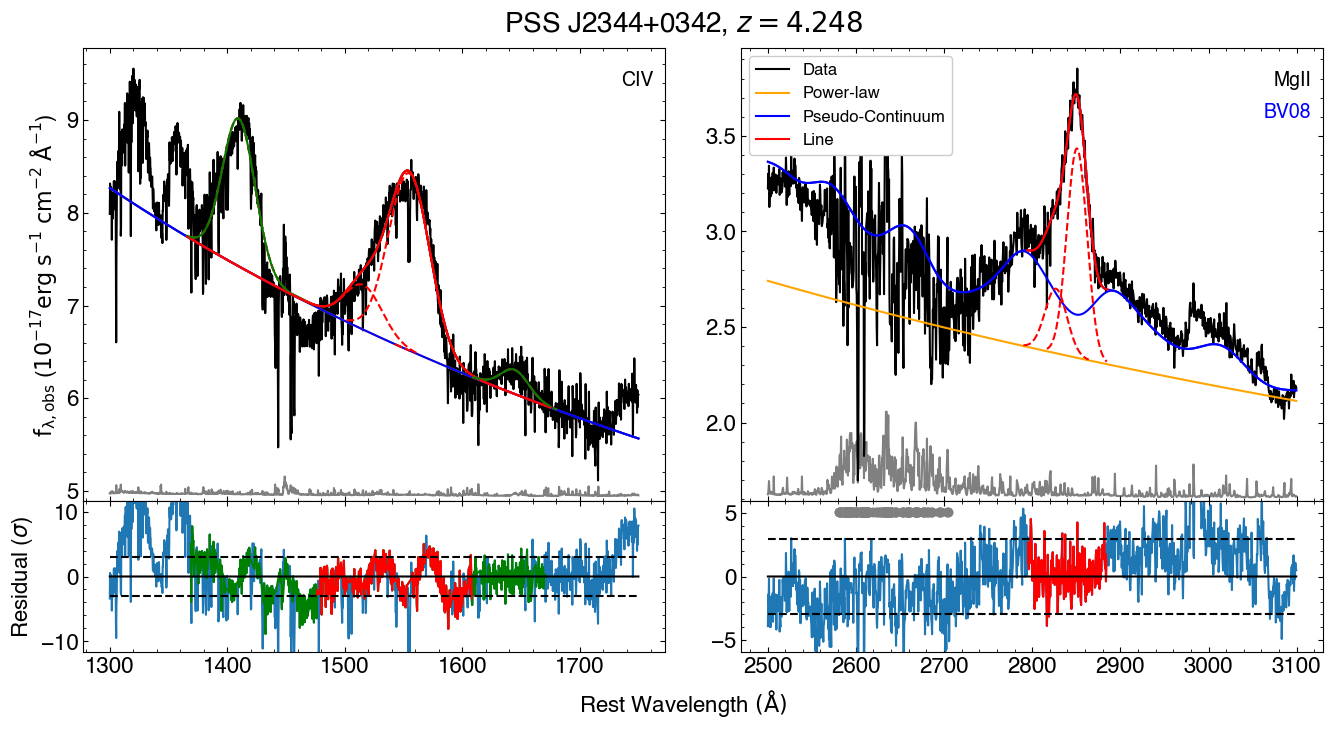 PSS J2344+0342, z = 4.248
CIV
9
8
7
6
5
f_λ, obs (10^−17 erg s^−1 cm^−2 Å^−1)
Data
Power-law
Pseudo-Continuum
Line
MgII
BV08
3.5
3.0
2.5
2.0
10
0
−10
Residual (σ)
5
0
−5
1300 1400 1500 1600 1700
2500 2600 2700 2800 2900 3000 3100
Rest Wavelength (Å)